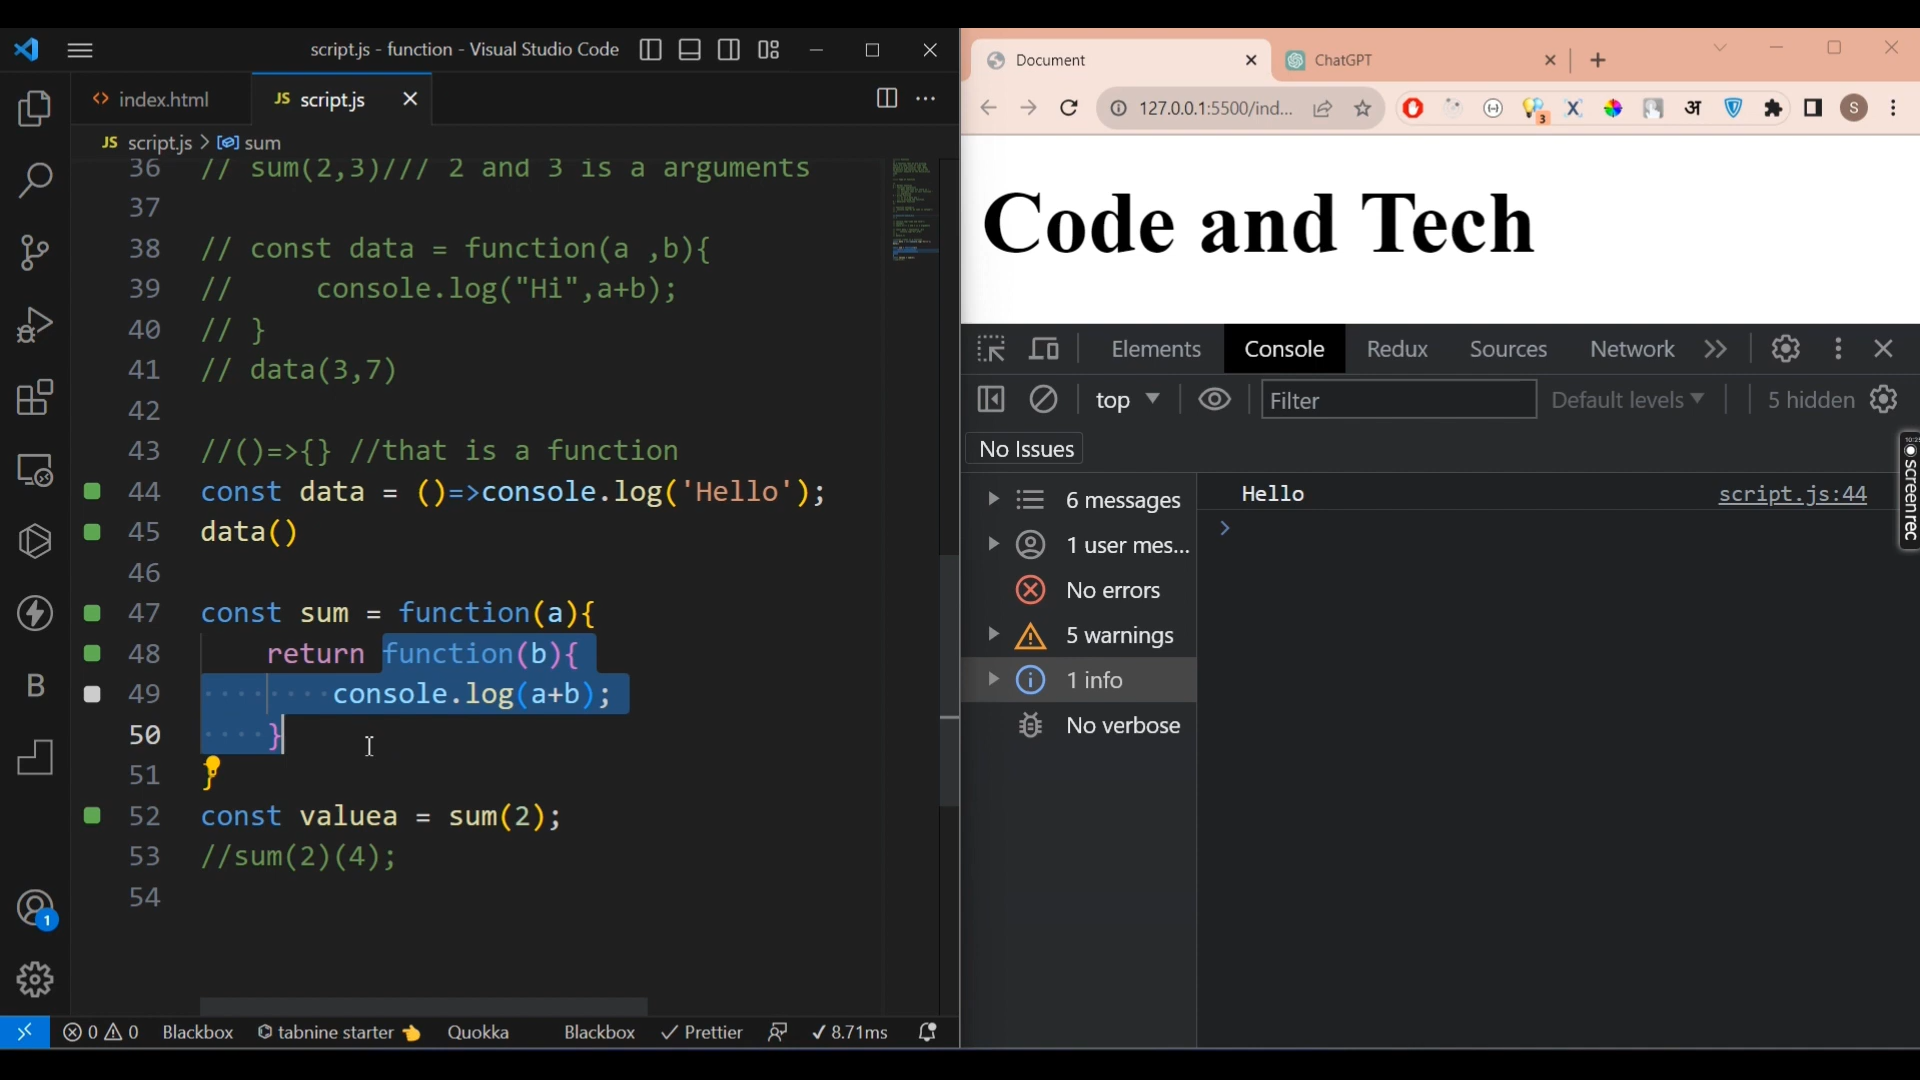 script.js - function - Visual Studio Code
index.html
JS script.js
JS script.js > sum
36 // sum(2,3)/// 2 and 3 is a arguments
37
38 // const data = function(a ,b){
39 //     console.log("Hi",a+b);
40 // }
41 // data(3,7)
42
43 //()=>{} //that is a function
44 const data = ()=>console.log('Hello');
45 data()
46
47 const sum = function(a){
48     return function(b){
49         console.log(a+b);
50     }
51 }
52 const valuea = sum(2);
53 //sum(2)(4);
54
B
1
0 0 Blackbox tabnine starter Quokka Blackbox Prettier 8.71ms
Document
ChatGPT
127.0.0.1:5500/ind...
3
X
अ
S
Code and Tech
Elements Console Redux Sources Network
top Filter Default levels 5 hidden
No Issues
6 messages
1 user mes...
No errors
5 warnings
1 info
No verbose
Hello script.js:44
screenrec